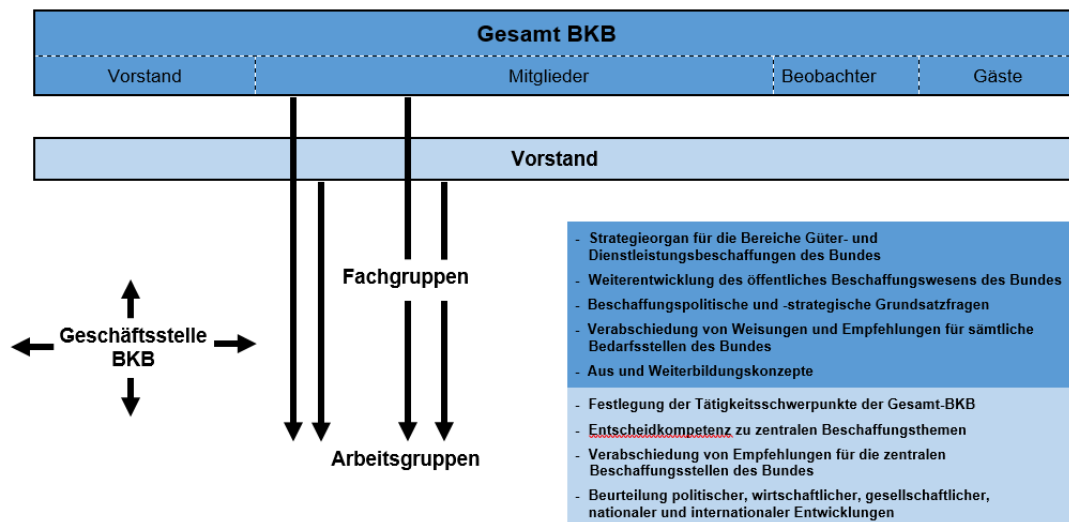 Gesamt BKB
Vorstand Mitglieder Beobachter Gäste
Vorstand
- Strategieorgan für die Bereiche Güter- und
Dienstleistungsbeschaffungen des Bundes
- Weiterentwicklung des öffentliches Beschaffungswesens des Bundes
- Beschaffungspolitische und -strategische Grundsatzfragen
- Verabschiedung von Weisungen und Empfehlungen für sämtliche
Bedarfsstellen des Bundes
- Aus und Weiterbildungskonzepte
- Festlegung der Tätigkeitsschwerpunkte der Gesamt-BKB
- Entscheidkompetenz zu zentralen Beschaffungsthemen
- Verabschiedung von Empfehlungen für die zentralen
Beschaffungsstellen des Bundes
- Beurteilung politischer, wirtschaftlicher, gesellschaftlicher,
nationaler und internationaler Entwicklungen
Fachgruppen
Geschäftsstelle
BKB
Arbeitsgruppen